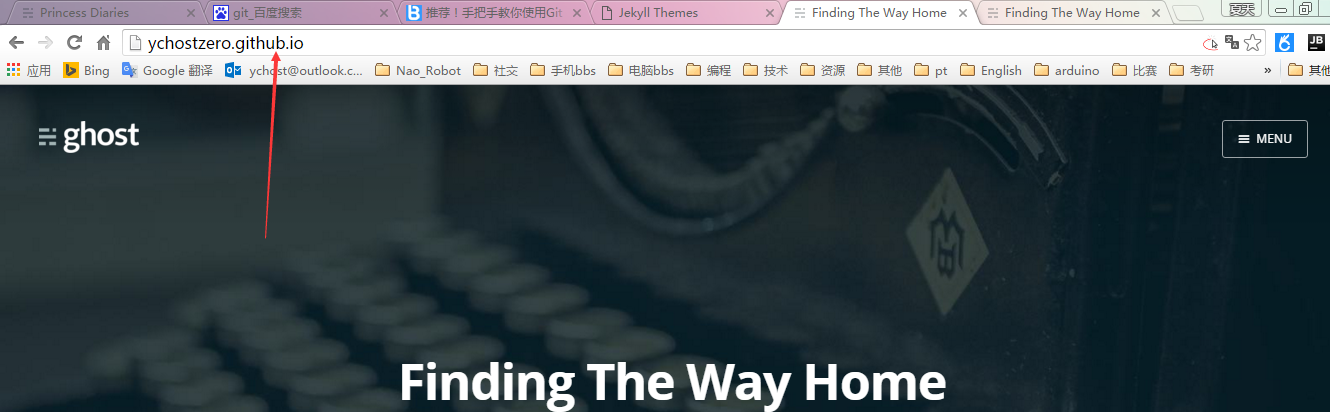 Princess Diaries git_百度搜索 推荐！手把手教你使用Git Jekyll Themes Finding The Way Home Finding The Way Home
ychostzero.github.io
应用 Bing Google 翻译 ychost@outlook.c... Nao_Robot 社交 手机bbs 电脑bbs 编程 技术 资源 其他 pt English arduino 比赛 考研 » 其他
ghost MENU
Finding The Way Home